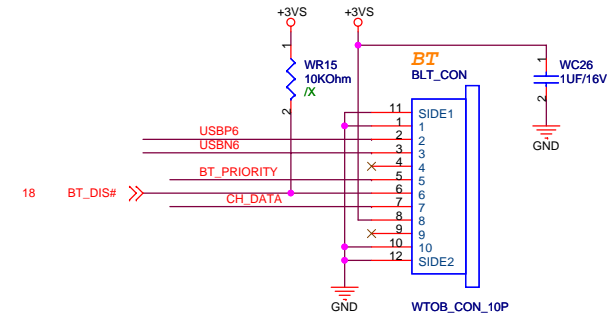 +3VS +3VS
1
WR15
10KOhm
/X
2
BT
BLT_CON
1
WC26
1UF/16V
2
GND
11 SIDE1
1 1
USBP6 2 2
USBN6 3 3
4 4
BT_PRIORITY 5 5
18 BT_DIS# 6 6
CH_DATA 7 7
8 8
9 9
10 10
12 SIDE2
GND
WTOB_CON_10P